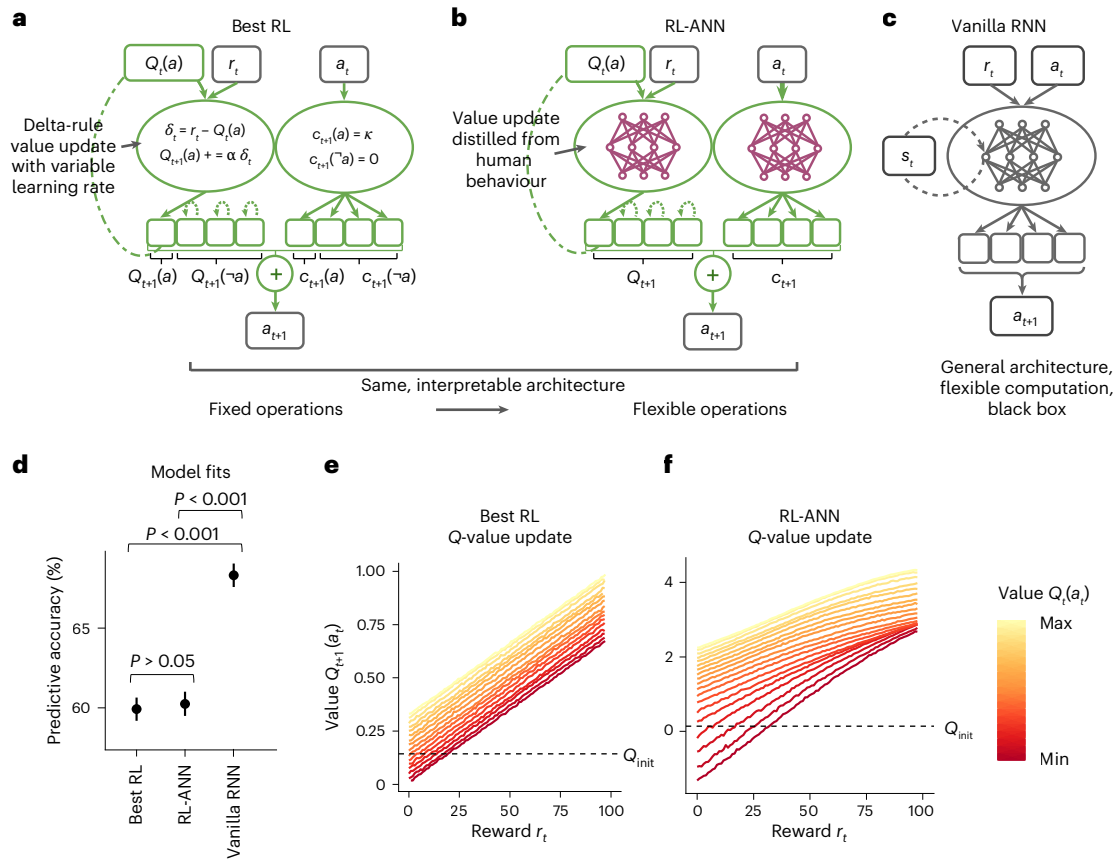 a
Best RL
Qt(a)
rt
at
Delta-rule
value update
with variable
learning rate
δt = rt − Qt(a)
Qt+1(a) + = α δt
ct+1(a) = κ
ct+1(¬a) = 0
Qt+1(a)
Qt+1(¬a)
+
ct+1(a)
ct+1(¬a)
at+1
b
RL-ANN
Qt(a)
rt
at
Value update
distilled from
human
behaviour
Qt+1
+
ct+1
at+1
Same, interpretable architecture
Fixed operations
Flexible operations
c
Vanilla RNN
rt
at
st
at+1
General architecture,
flexible computation,
black box
d
Model fits
P < 0.001
P < 0.001
P > 0.05
Predictive accuracy (%)
65
60
Best RL
RL-ANN
Vanilla RNN
e
Best RL
Q-value update
Value Qt+1(at)
1.00
0.75
0.50
0.25
0
Qinit
0
25
50
75
100
Reward rt
f
RL-ANN
Q-value update
4
2
0
Qinit
0
25
50
75
100
Reward rt
Value Qt(at)
Max
Min